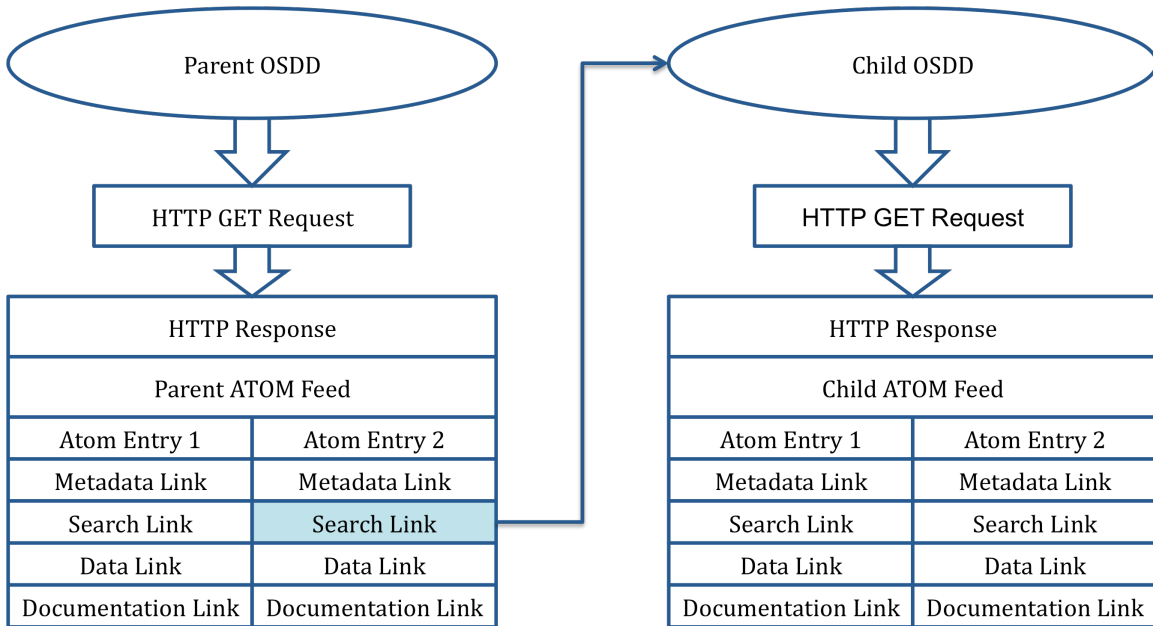 Parent OSDD
HTTP GET Request
HTTP Response
Parent ATOM Feed
Atom Entry 1 Atom Entry 2
Metadata Link Metadata Link
Search Link Search Link
Data Link Data Link
Documentation Link Documentation Link
Child OSDD
HTTP GET Request
HTTP Response
Child ATOM Feed
Atom Entry 1 Atom Entry 2
Metadata Link Metadata Link
Search Link Search Link
Data Link Data Link
Documentation Link Documentation Link